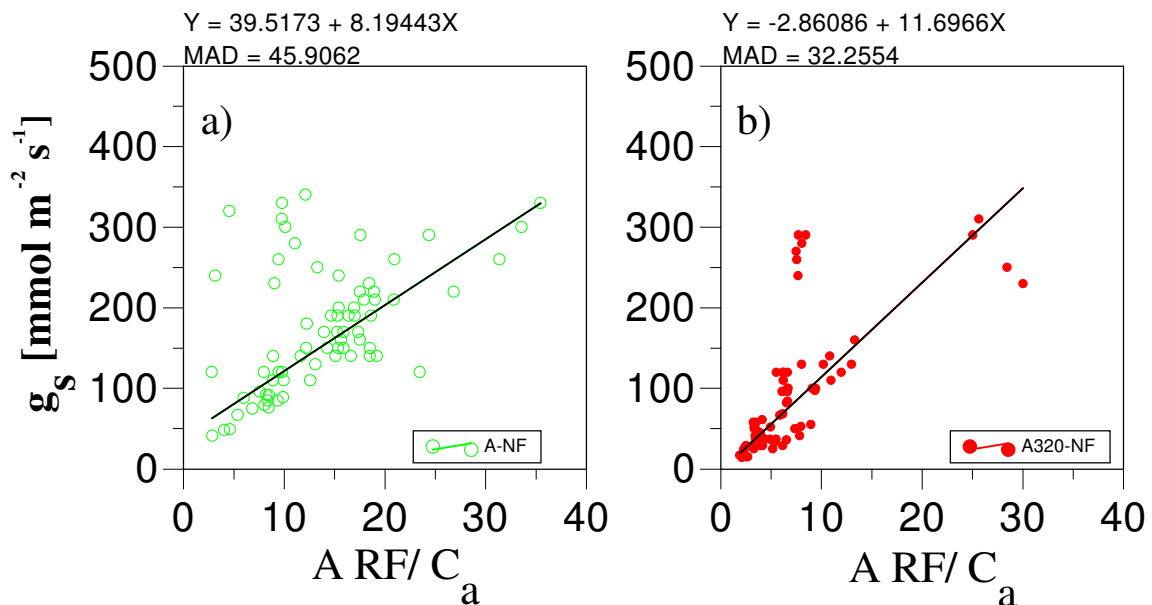 Y = 39.5173 + 8.19443X
MAD = 45.9062
500
400
300
200
100
0
0 10 20 30 40
g_s [mmol m^-2 s^-1]
a)
A-NF
A RF/ C_a
Y = -2.86086 + 11.6966X
MAD = 32.2554
500
400
300
200
100
0
0 10 20 30 40
b)
A320-NF
A RF/ C_a